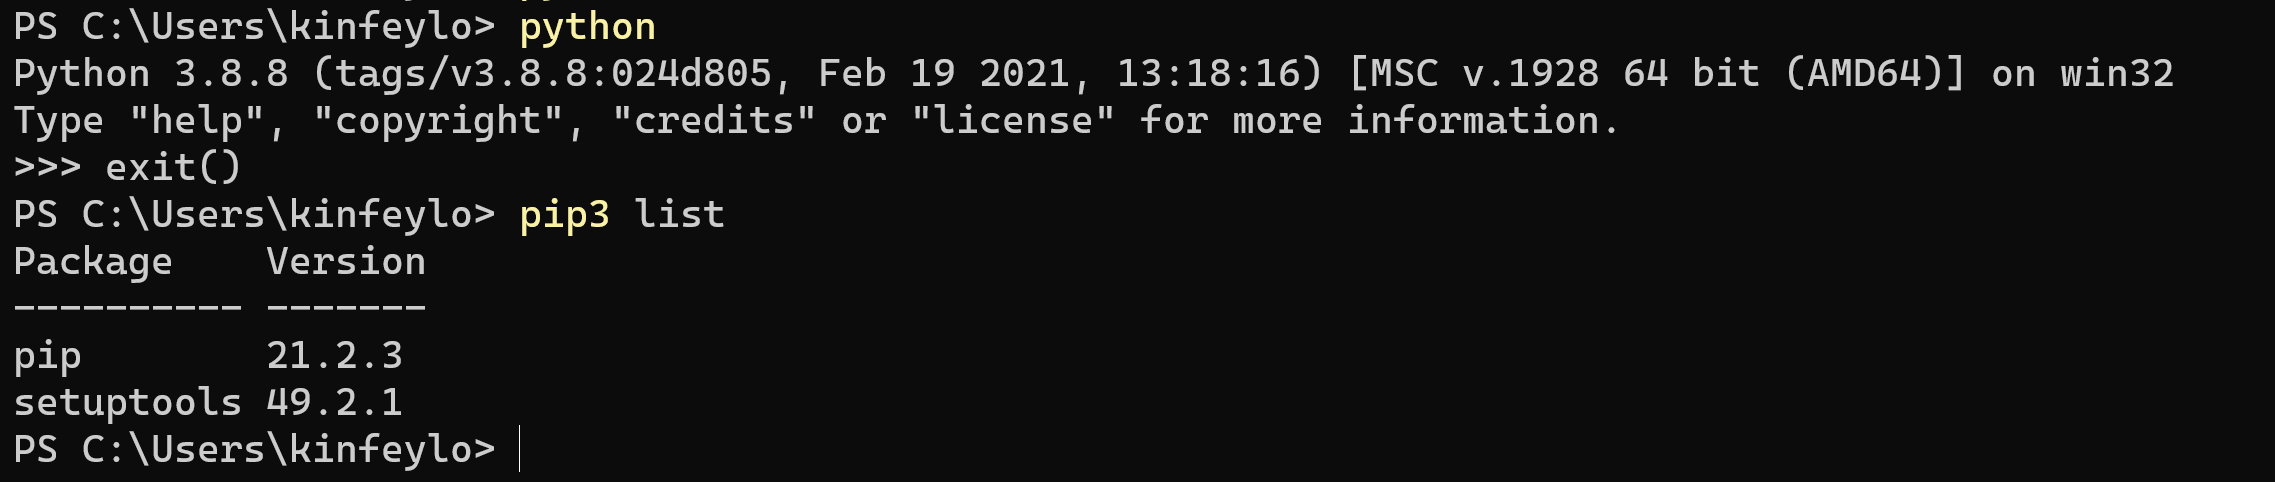 PS C:\Users\kinfeylo> python
Python 3.8.8 (tags/v3.8.8:024d805, Feb 19 2021, 13:18:16) [MSC v.1928 64 bit (AMD64)] on win32
Type "help", "copyright", "credits" or "license" for more information.
>>> exit()
PS C:\Users\kinfeylo> pip3 list
Package    Version
---------- -------
pip        21.2.3
setuptools 49.2.1
PS C:\Users\kinfeylo>